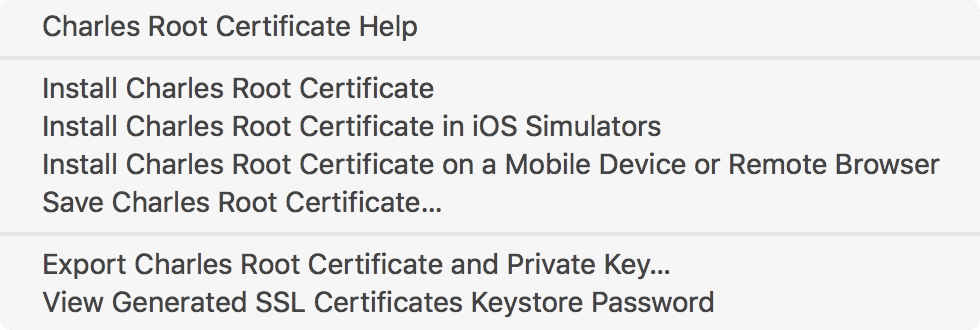 Charles Root Certificate Help
Install Charles Root Certificate
Install Charles Root Certificate in iOS Simulators
Install Charles Root Certificate on a Mobile Device or Remote Browser
Save Charles Root Certificate...
Export Charles Root Certificate and Private Key...
View Generated SSL Certificates Keystore Password